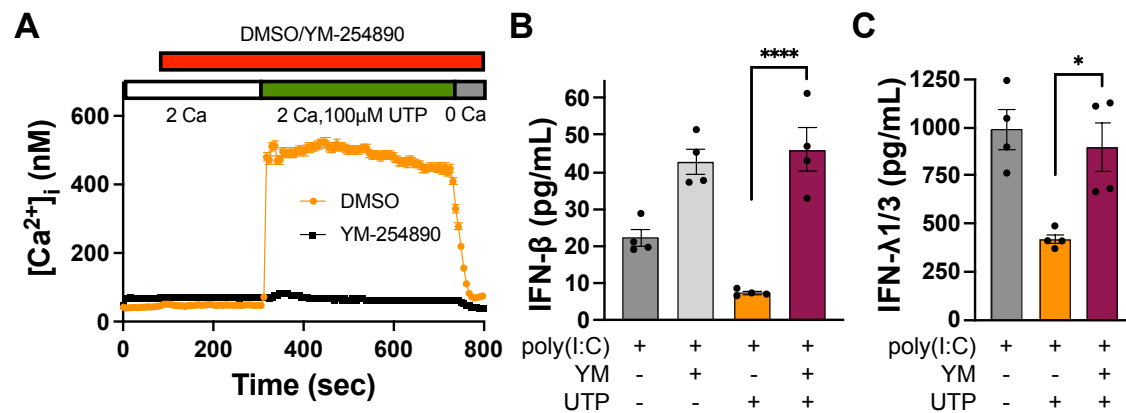 A
DMSO/YM-254890
2 Ca
2 Ca,100µM UTP
0 Ca
[Ca²⁺]ᵢ (nM)
600
400
200
0
DMSO
YM-254890
0
200
400
600
800
Time (sec)
B
****
IFN-β (pg/mL)
60
50
40
30
20
10
0
poly(I:C) + + + +
YM - + - +
UTP - - + +
C
*
IFN-λ1/3 (pg/mL)
1250
1000
750
500
250
0
poly(I:C) + + +
YM - - +
UTP - + +